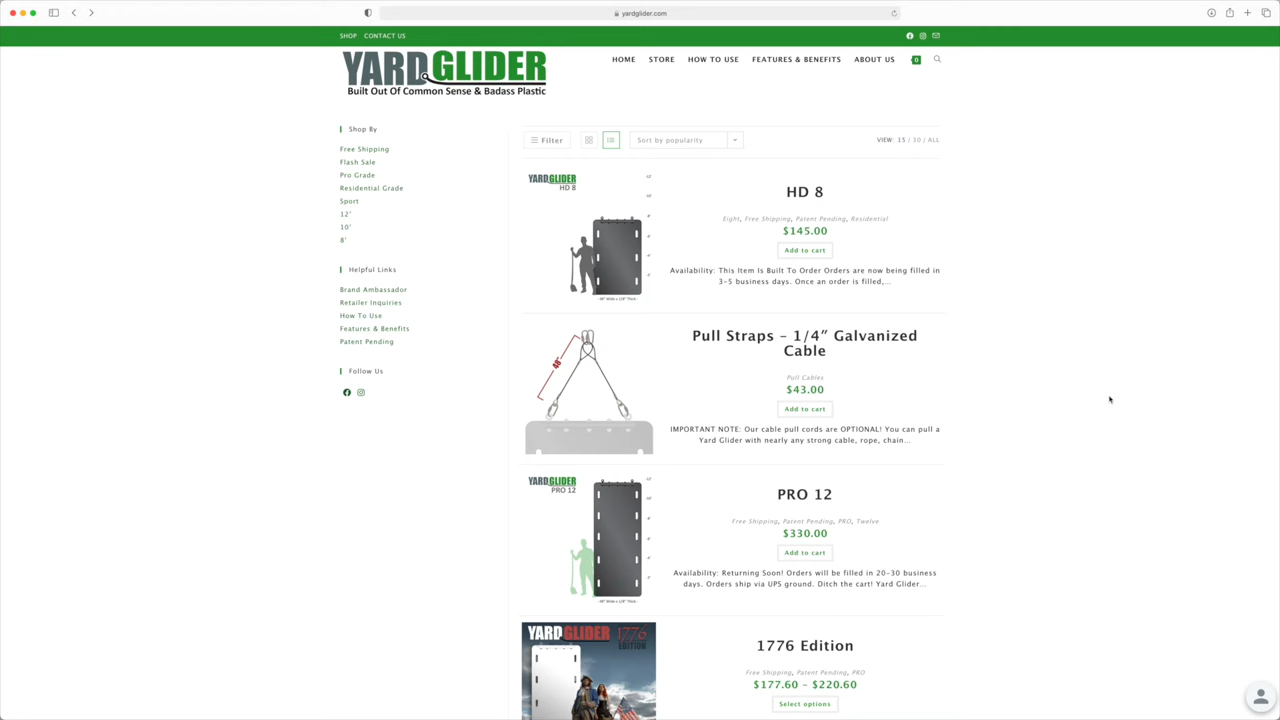 yardglider.com
SHOP CONTACT US
YARDGLIDER
Built Out Of Common Sense & Badass Plastic
HOME STORE HOW TO USE FEATURES & BENEFITS ABOUT US 0
Shop By
Free Shipping
Flash Sale
Pro Grade
Residential Grade
Sport
12'
10'
8'
Helpful Links
Brand Ambassador
Retailer Inquiries
How To Use
Features & Benefits
Patent Pending
Follow Us
Filter
Sort by popularity
VIEW: 15 / 30 / ALL
YARDGLIDER
HD 8
HD 8
Eight, Free Shipping, Patent Pending, Residential
$145.00
Add to cart
Availability: This Item Is Built To Order Orders are now being filled in
3-5 business days. Once an order is filled,...
46"
Pull Straps – 1/4″ Galvanized
Cable
Pull Cables
$43.00
Add to cart
IMPORTANT NOTE: Our cable pull cords are OPTIONAL! You can pull a
Yard Glider with nearly any strong cable, rope, chain...
YARDGLIDER
PRO 12
PRO 12
Free Shipping, Patent Pending, PRO, Twelve
$330.00
Add to cart
Availability: Returning Soon! Orders will be filled in 20-30 business
days. Orders ship via UPS ground. Ditch the cart! Yard Glider...
YARDGLIDER 1776
EDITION
1776 Edition
Free Shipping, Patent Pending, PRO
$177.60 – $220.60
Select options